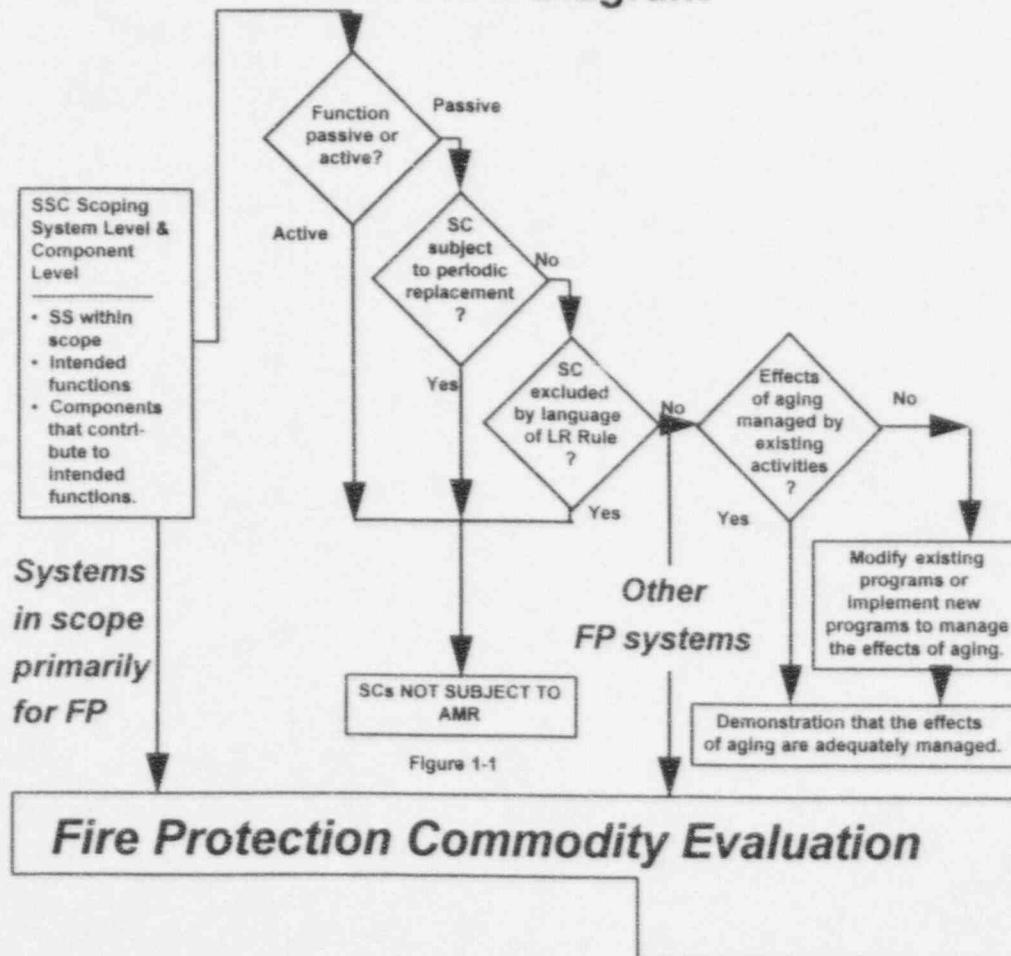 Function
passive or
active?
Passive
Active
SSC Scoping
System Level &
Component
Level
• SS within
scope
• Intended
functions
• Components
that contri-
bute to
intended
functions.
SC
subject
to periodic
replacement
?
No
Yes
SC
excluded
by language
of LR Rule
?
No
Yes
Effects
of aging
managed by
existing
activities
?
No
Yes
Modify existing
programs or
implement new
programs to manage
the effects of aging.
Demonstration that the effects
of aging are adequately managed.
Systems
in scope
primarily
for FP
Other
FP systems
SCs NOT SUBJECT TO
AMR
Figure 1-1
Fire Protection Commodity Evaluation